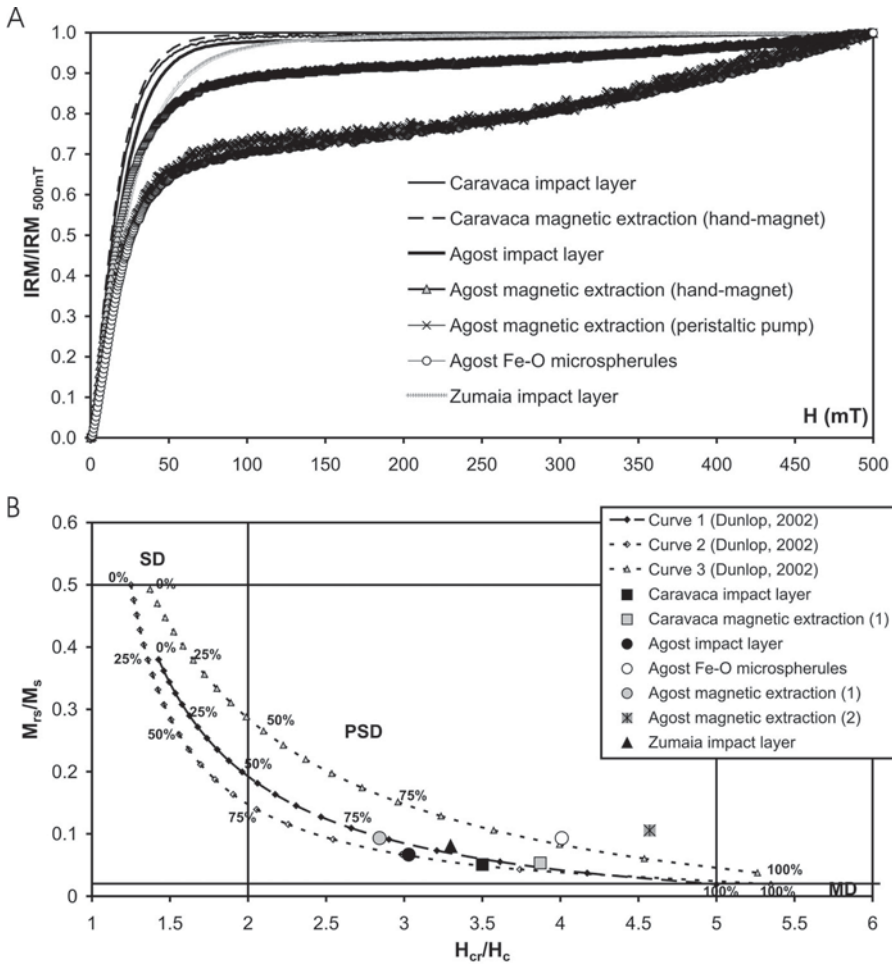 A
IRM/IRM 500mT
1.0
0.9
0.8
0.7
0.6
0.5
0.4
0.3
0.2
0.1
0.0
Caravaca impact layer
Caravaca magnetic extraction (hand-magnet)
Agost impact layer
Agost magnetic extraction (hand-magnet)
Agost magnetic extraction (peristaltic pump)
Agost Fe-O microspherules
Zumaia impact layer
H (mT)
0 50 100 150 200 250 300 350 400 450 500
B
Mrs/Ms
0.6
0.5
0.4
0.3
0.2
0.1
0
SD
PSD
MD
0% 0%
0%
25% 25%
25%
50%
50%
50%
75%
75%
75%
100%
100% 100%
Curve 1 (Dunlop, 2002)
Curve 2 (Dunlop, 2002)
Curve 3 (Dunlop, 2002)
Caravaca impact layer
Caravaca magnetic extraction (1)
Agost impact layer
Agost Fe-O microspherules
Agost magnetic extraction (1)
Agost magnetic extraction (2)
Zumaia impact layer
1 1.5 2 2.5 3 3.5 4 4.5 5 5.5 6
Hcr/Hc